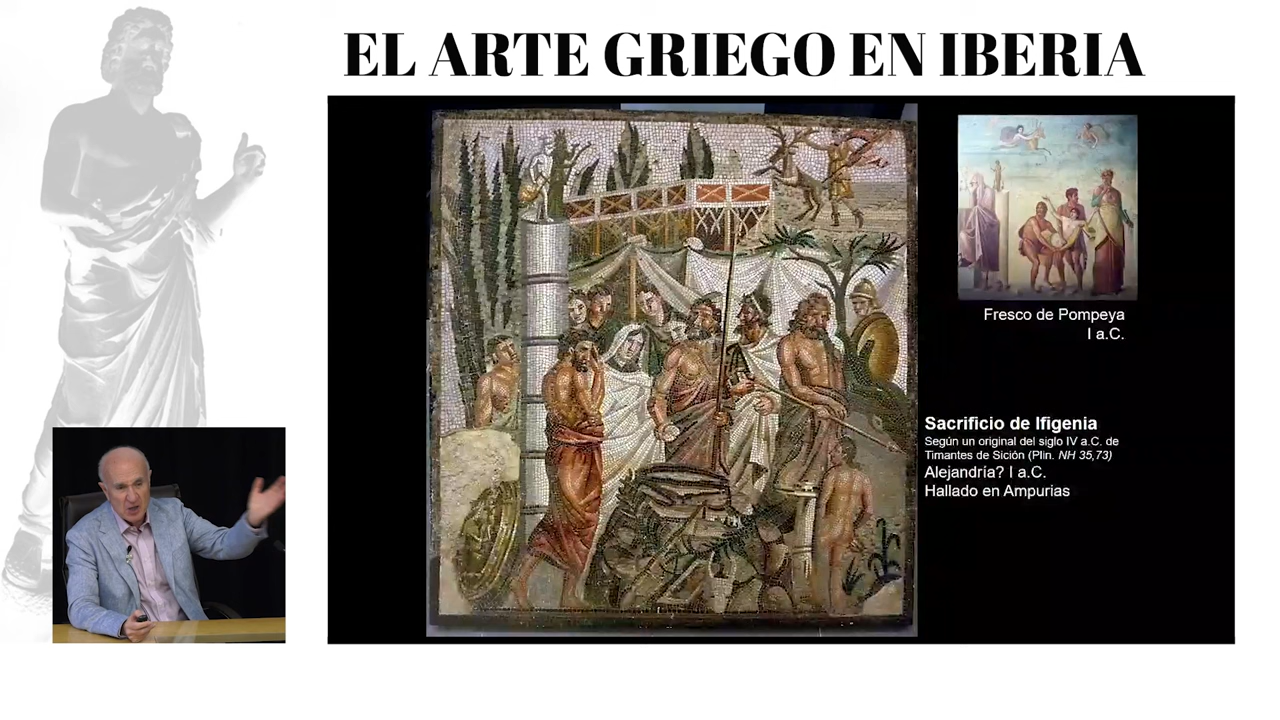 EL ARTE GRIEGO EN IBERIA
Fresco de Pompeya
I a.C.
Sacrificio de Ifigenia
Según un original del siglo IV a.C. de
Timantes de Sición (Plin. NH 35,73)
Alejandría? I a.C.
Hallado en Ampurias